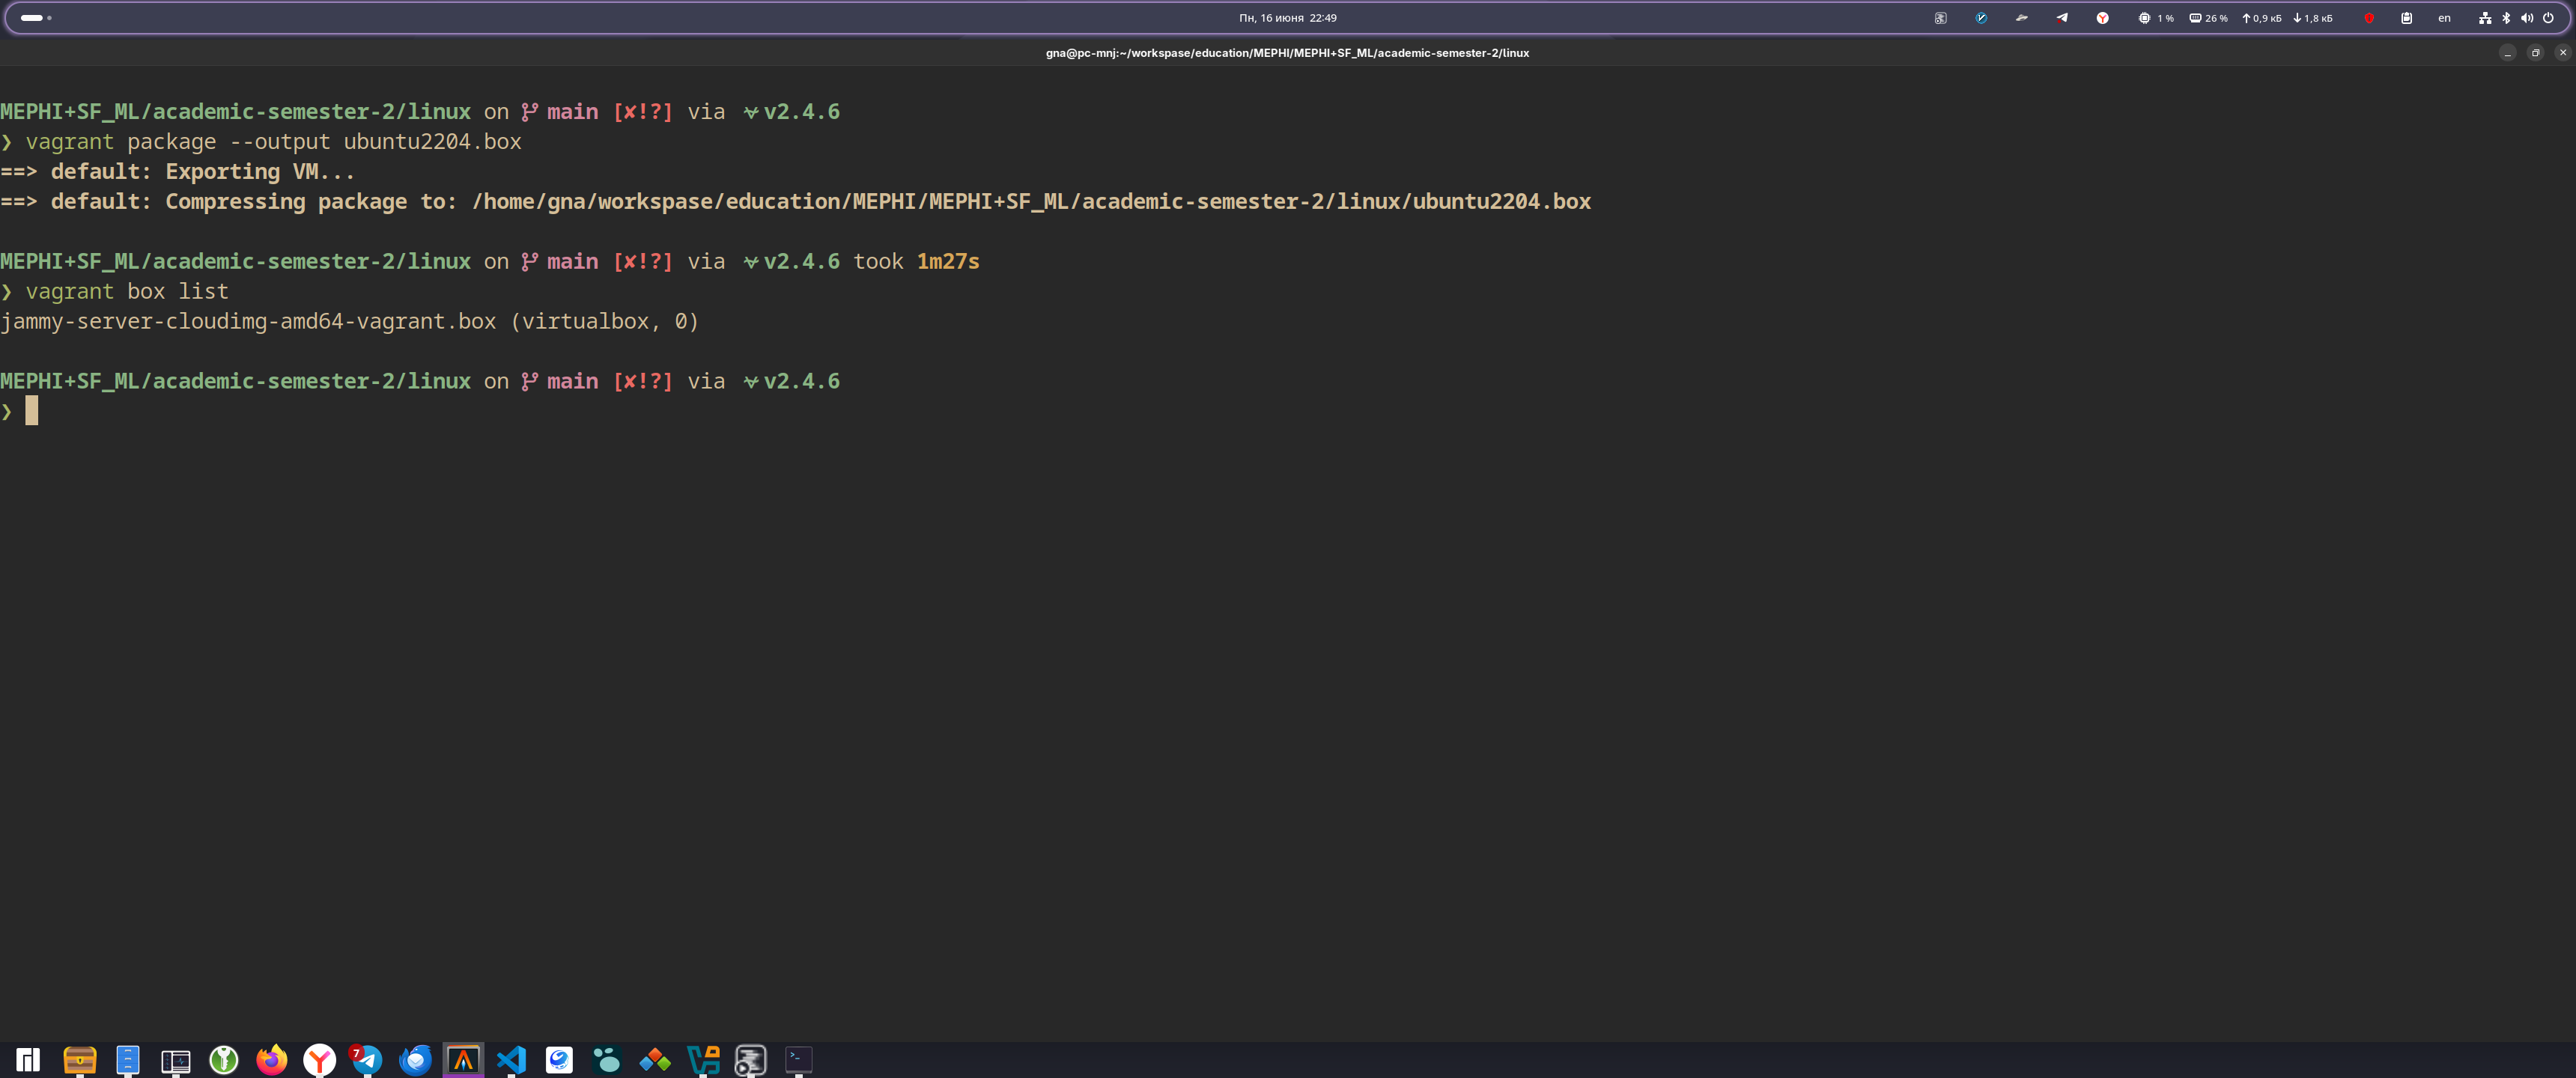 Пн, 16 июня 22:49
1 %
26 %
0,9 кБ
1,8 кБ
en
gna@pc-mnj:~/workspase/education/MEPHI/MEPHI+SF_ML/academic-semester-2/linux
MEPHI+SF_ML/academic-semester-2/linux on main [✘!?] via v2.4.6
❯ vagrant package --output ubuntu2204.box
==> default: Exporting VM...
==> default: Compressing package to: /home/gna/workspase/education/MEPHI/MEPHI+SF_ML/academic-semester-2/linux/ubuntu2204.box
MEPHI+SF_ML/academic-semester-2/linux on main [✘!?] via v2.4.6 took 1m27s
❯ vagrant box list
jammy-server-cloudimg-amd64-vagrant.box (virtualbox, 0)
MEPHI+SF_ML/academic-semester-2/linux on main [✘!?] via v2.4.6
❯
7